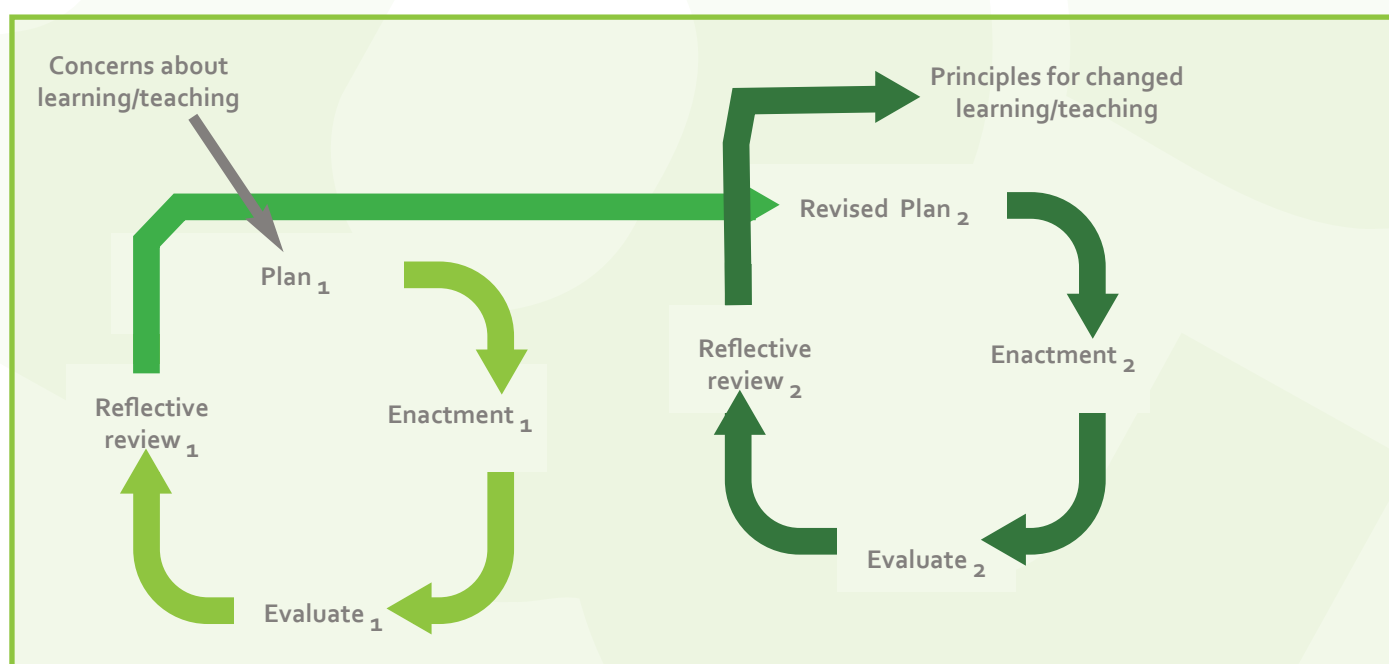 Concerns about
learning/teaching
Plan 1
Enactment 1
Evaluate 1
Reflective
review 1
Revised Plan 2
Enactment 2
Evaluate 2
Reflective
review 2
Principles for changed
learning/teaching